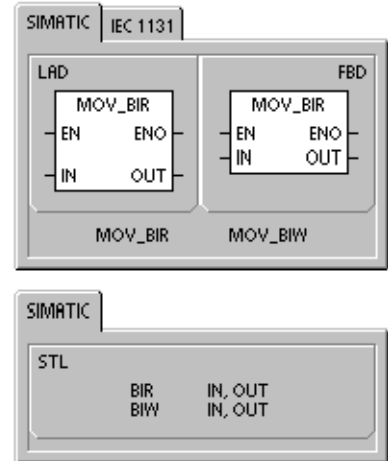 SIMATIC IEC 1131
LAD FBD
MOV_BIR MOV_BIR
EN ENO EN ENO
IN OUT IN OUT
MOV_BIR MOV_BIW
SIMATIC
STL
BIR IN, OUT
BIW IN, OUT